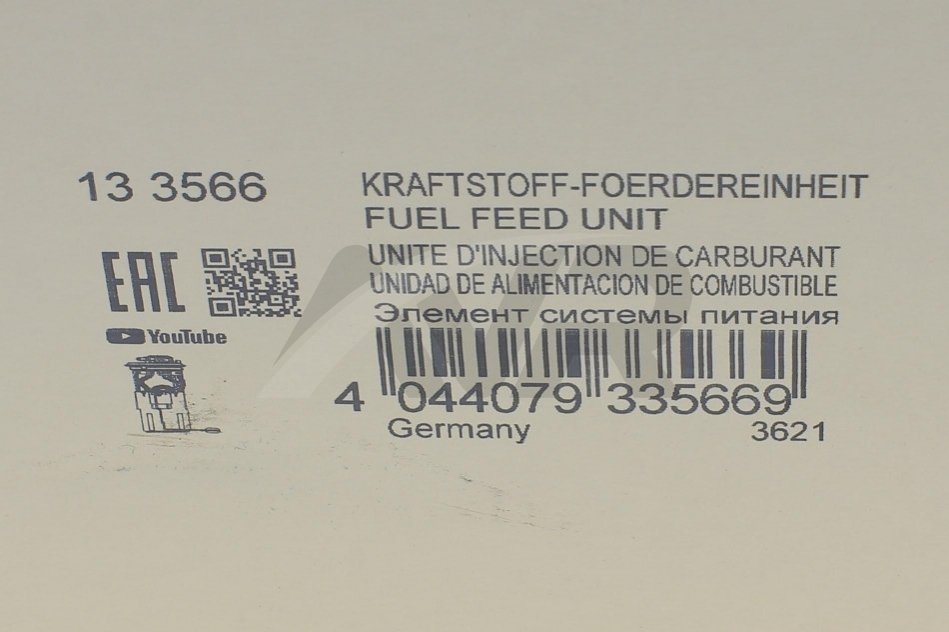 13 3566
KRAFTSTOFF-FOERDEREINHEIT
FUEL FEED UNIT
UNITE D'INJECTION DE CARBURANT
UNIDAD DE ALIMENTACION DE COMBUSTIBLE
Элемент системы питания
EAC
YouTube
4 044079 335669
Germany
3621